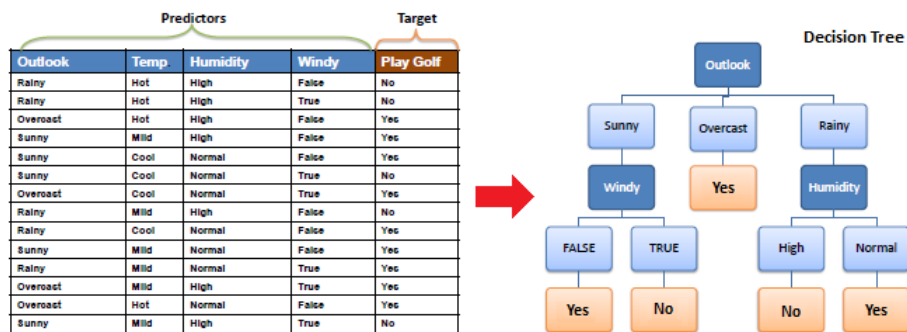 Predictors
Target
Outlook Temp. Humidity Windy Play Golf
Rainy Hot High False No
Rainy Hot High True No
Overoast Hot High False Yes
Sunny Mild High False Yes
Sunny Cool Normal False Yes
Sunny Cool Normal True No
Overoast Cool Normal True Yes
Rainy Mild High False No
Rainy Cool Normal False Yes
Sunny Mild Normal False Yes
Rainy Mild Normal True Yes
Overoast Mild High True Yes
Overoast Hot Normal False Yes
Sunny Mild High True No
Decision Tree
Outlook
Sunny Overcast Rainy
Windy Yes Humidity
FALSE TRUE High Normal
Yes No No Yes